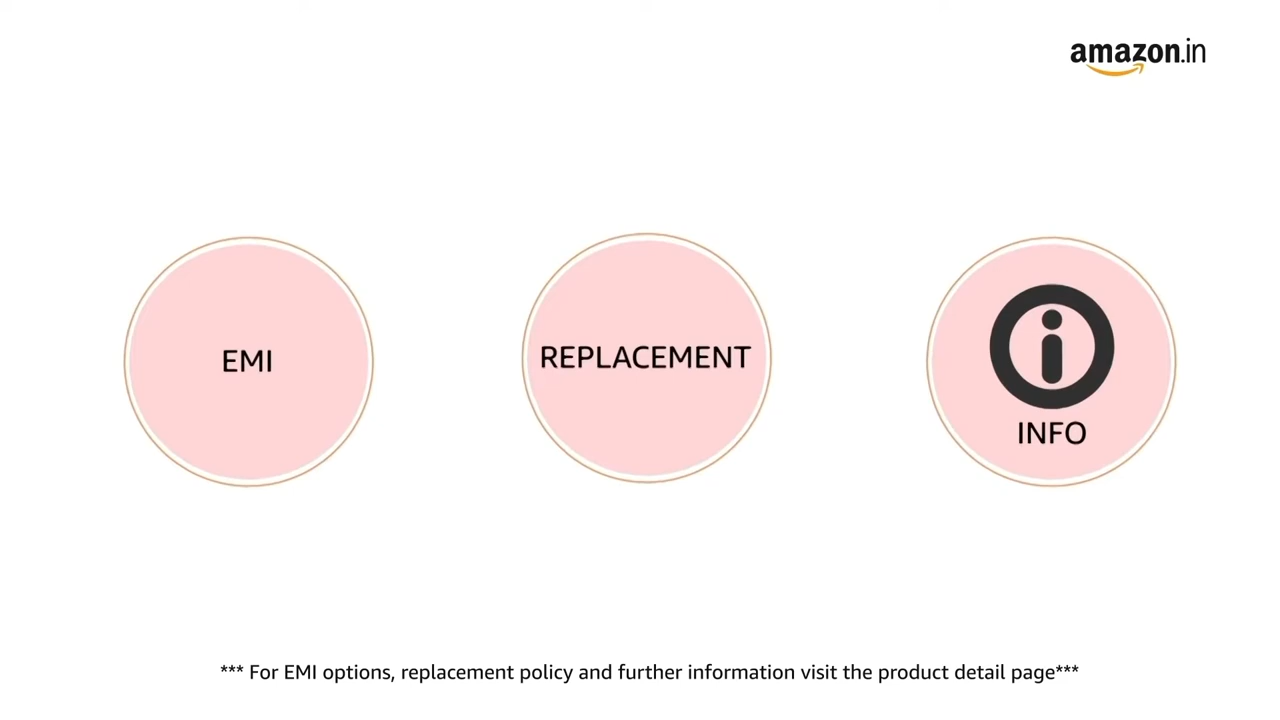 amazon.in
EMI
REPLACEMENT
INFO
*** For EMI options, replacement policy and further information visit the product detail page***